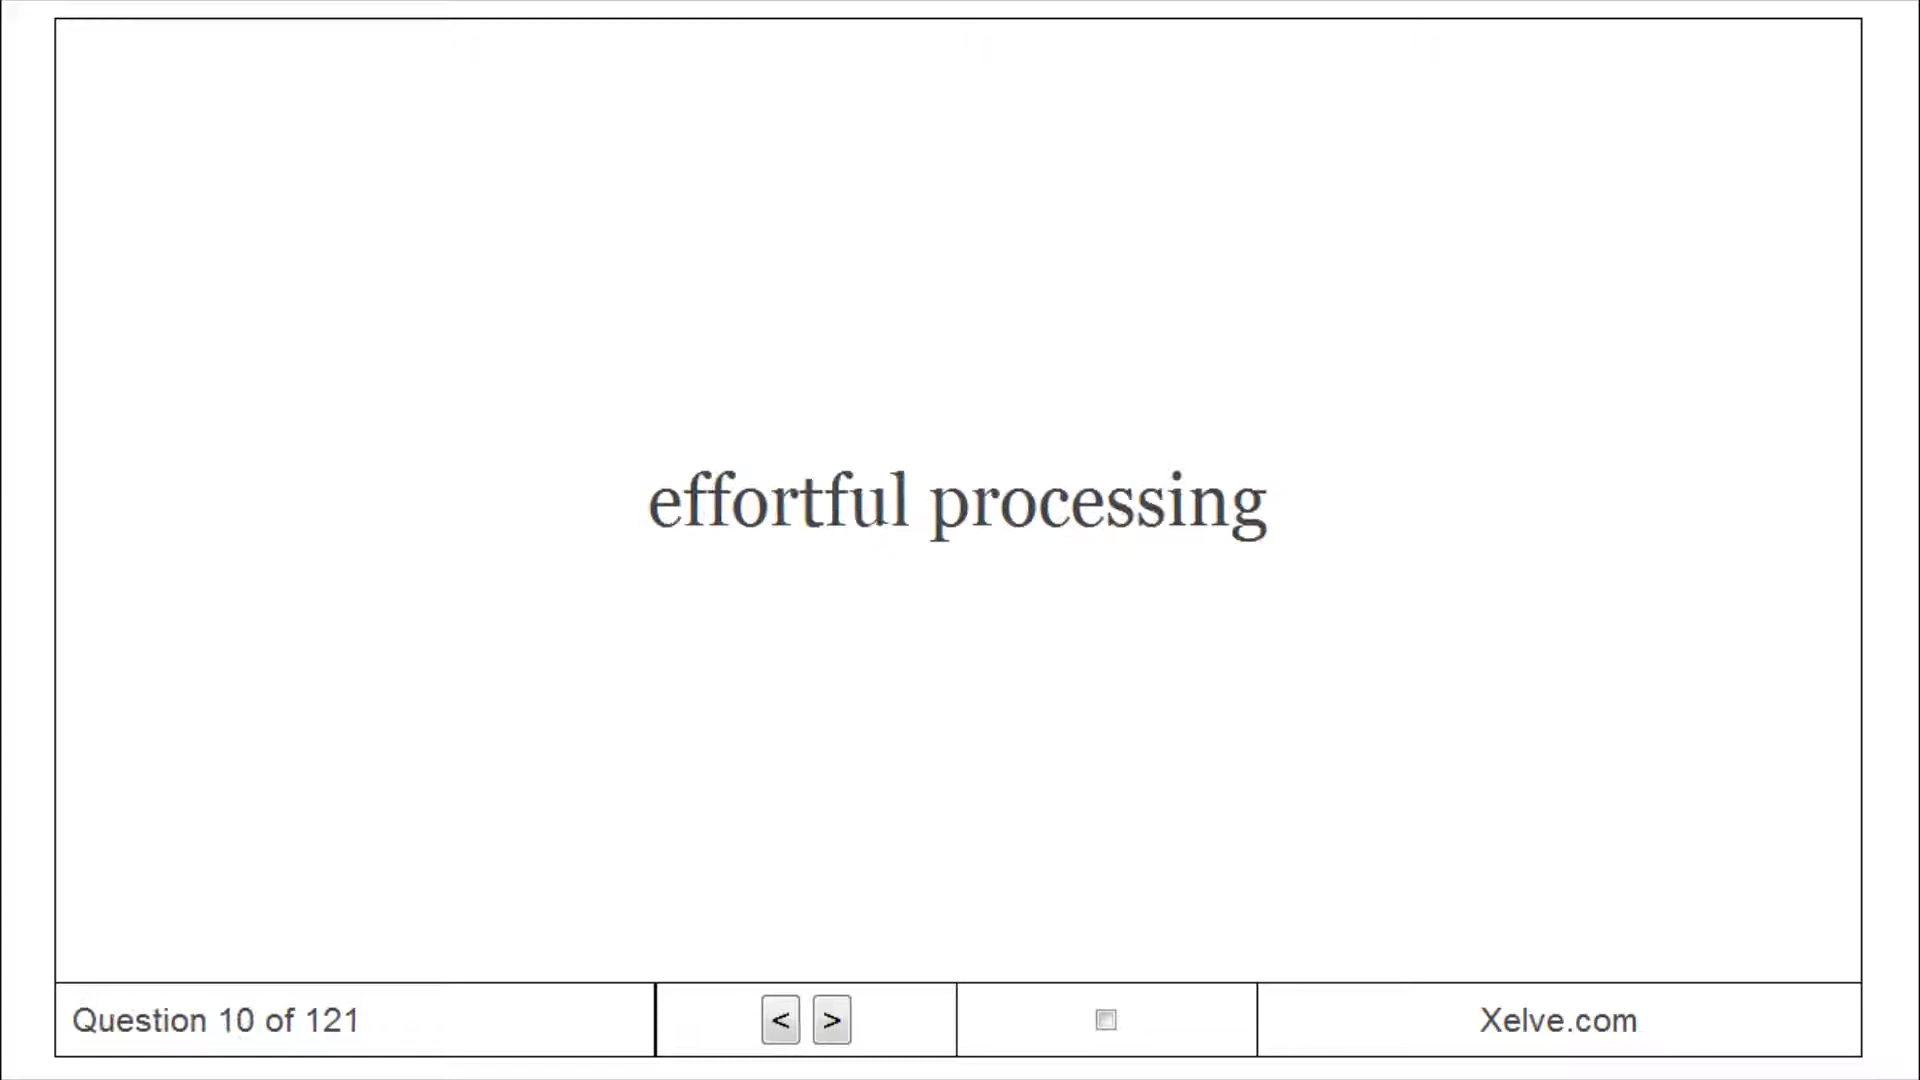 effortful processing
Question 10 of 121
< >
Xelve.com